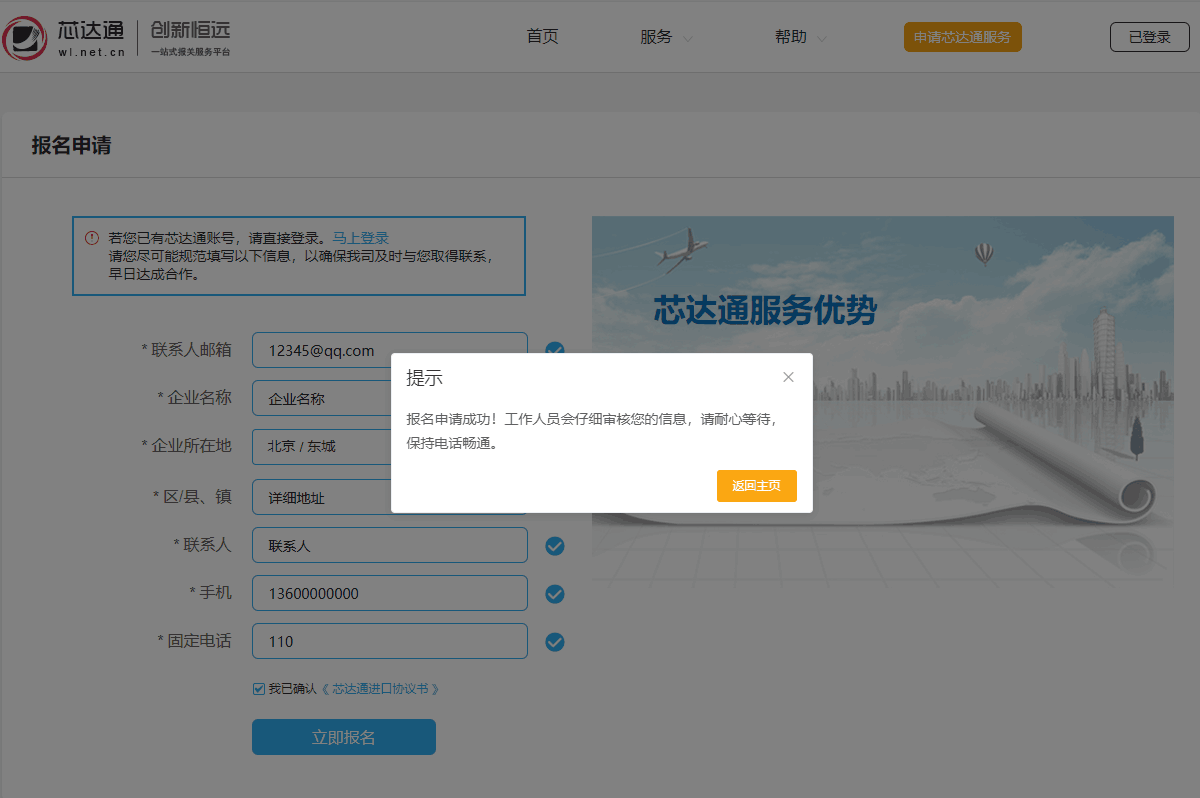 芯达通
wl.net.cn
创新恒远
一站式报关服务平台
首页
服务
帮助
申请芯达通服务
已登录
报名申请
若您已有芯达通账号，请直接登录。马上登录
请您尽可能规范填写以下信息，以确保我司及时与您取得联系，
早日达成合作。
芯达通服务优势
* 联系人邮箱
12345@qq.com
* 企业名称
企业名称
* 企业所在地
北京 / 东城
* 区/县、镇
详细地址
* 联系人
联系人
* 手机
13600000000
* 固定电话
110
我已确认《 芯达通进口协议书 》
立即报名
提示
报名申请成功！工作人员会仔细审核您的信息，请耐心等待，
保持电话畅通。
返回主页